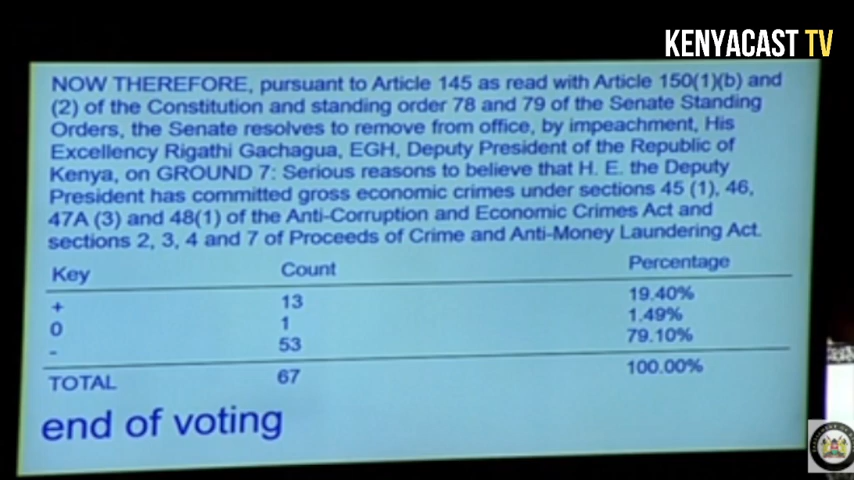 KENYACAST TV
NOW THEREFORE, pursuant to Article 145 as read with Article 150(1)(b) and
(2) of the Constitution and standing order 78 and 79 of the Senate Standing
Orders, the Senate resolves to remove from office, by impeachment, His
Excellency Rigathi Gachagua, EGH, Deputy President of the Republic of
Kenya, on GROUND 7: Serious reasons to believe that H. E. the Deputy
President has committed gross economic crimes under sections 45 (1), 46,
47A (3) and 48(1) of the Anti-Corruption and Economic Crimes Act and
sections 2, 3, 4 and 7 of Proceeds of Crime and Anti-Money Laundering Act.
Key Count Percentage
+ 13 19.40%
0 1 1.49%
- 53 79.10%
TOTAL 67 100.00%
end of voting